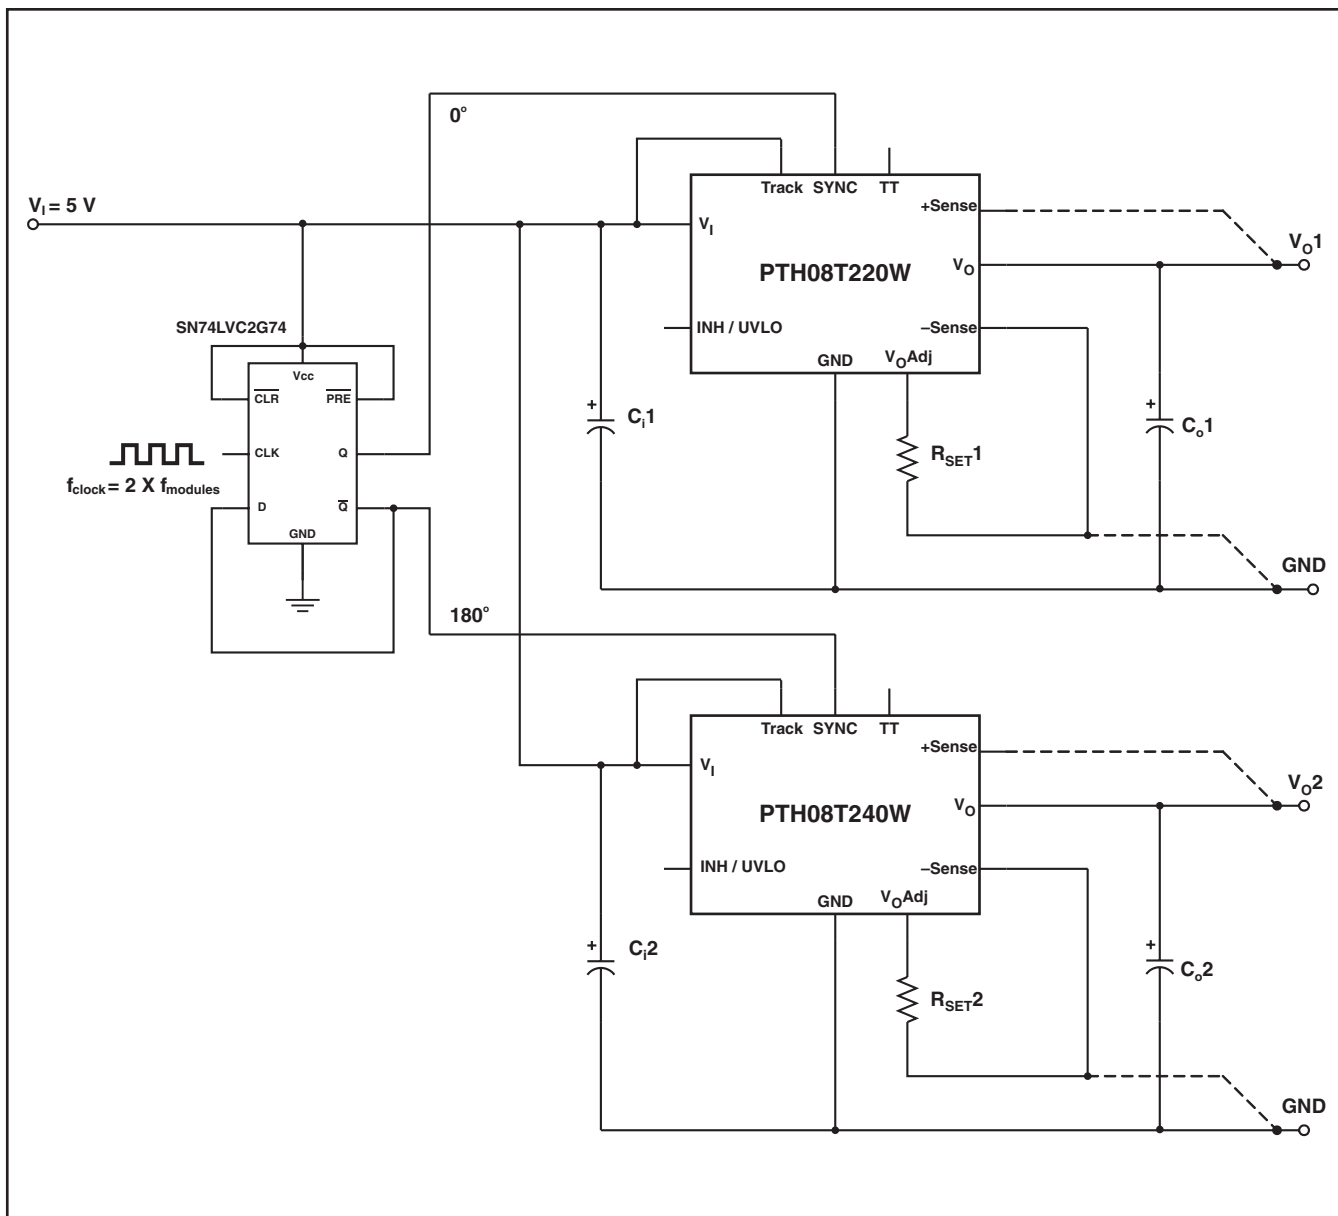 0°
Track SYNC TT
V_I = 5 V
+Sense
V_I
V_O1
PTH08T220W
V_O
SN74LVC2G74
INH / UVLO
–Sense
GND
V_OAdj
Vcc
CLR
PRE
+
C_i1
+
C_o1
CLK
Q
R_SET1
f_clock = 2 X f_modules
D
Q
GND
GND
180°
Track SYNC TT
+Sense
V_I
V_O2
PTH08T240W
V_O
INH / UVLO
–Sense
GND
V_OAdj
+
C_i2
+
C_o2
R_SET2
GND